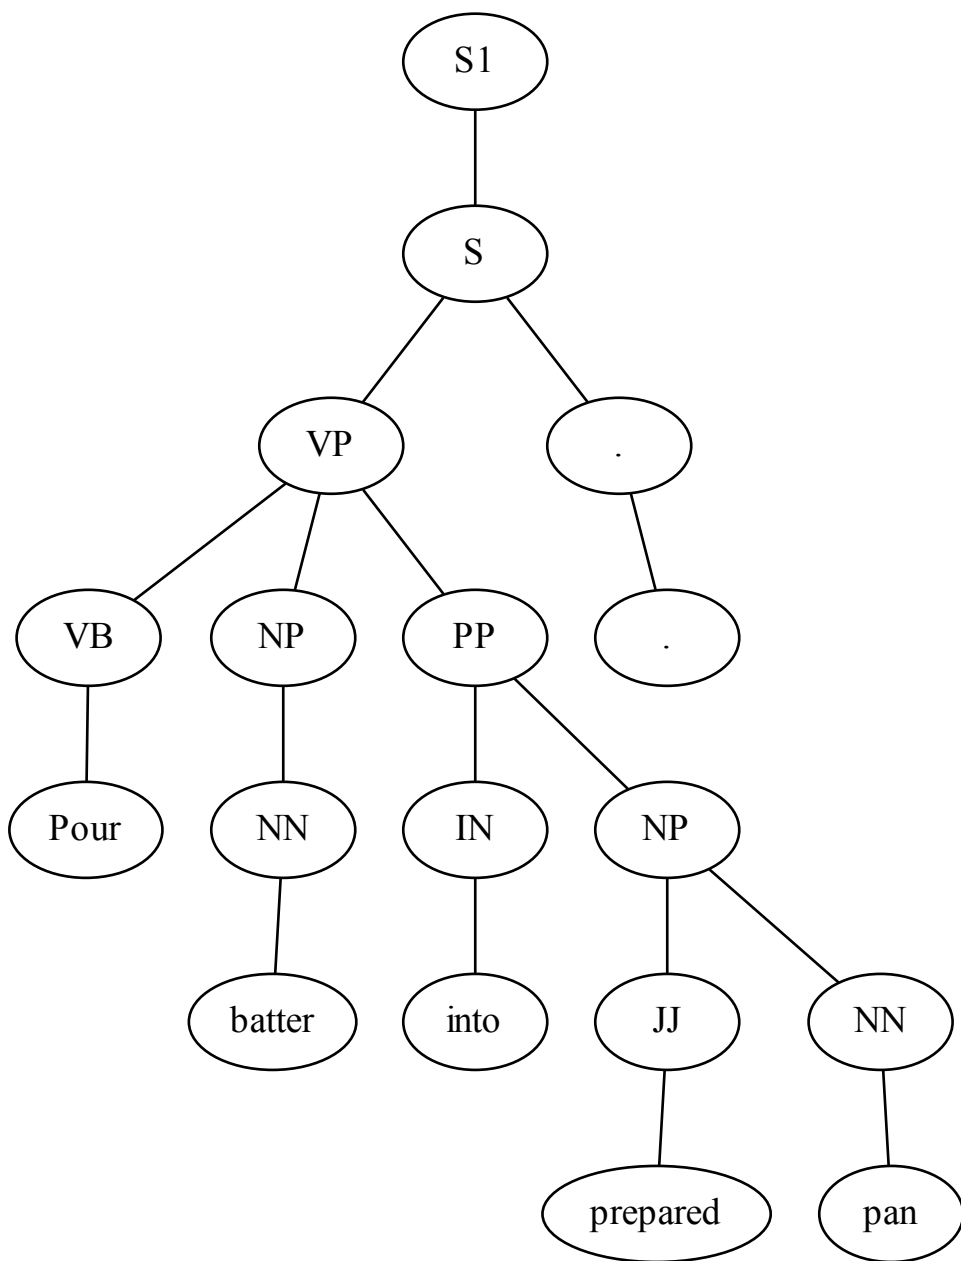 S1
S
VP .
VB NP PP .
Pour NN IN NP
batter into JJ NN
prepared pan